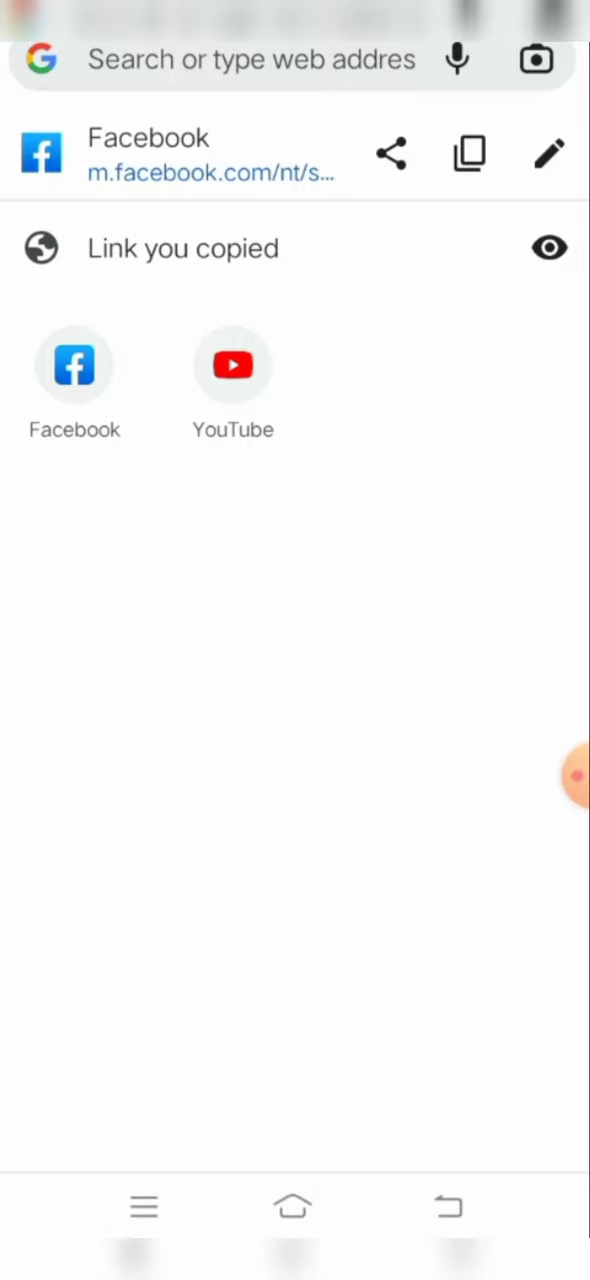 Search or type web addres
Facebook
m.facebook.com/nt/s...
Link you copied
Facebook
YouTube